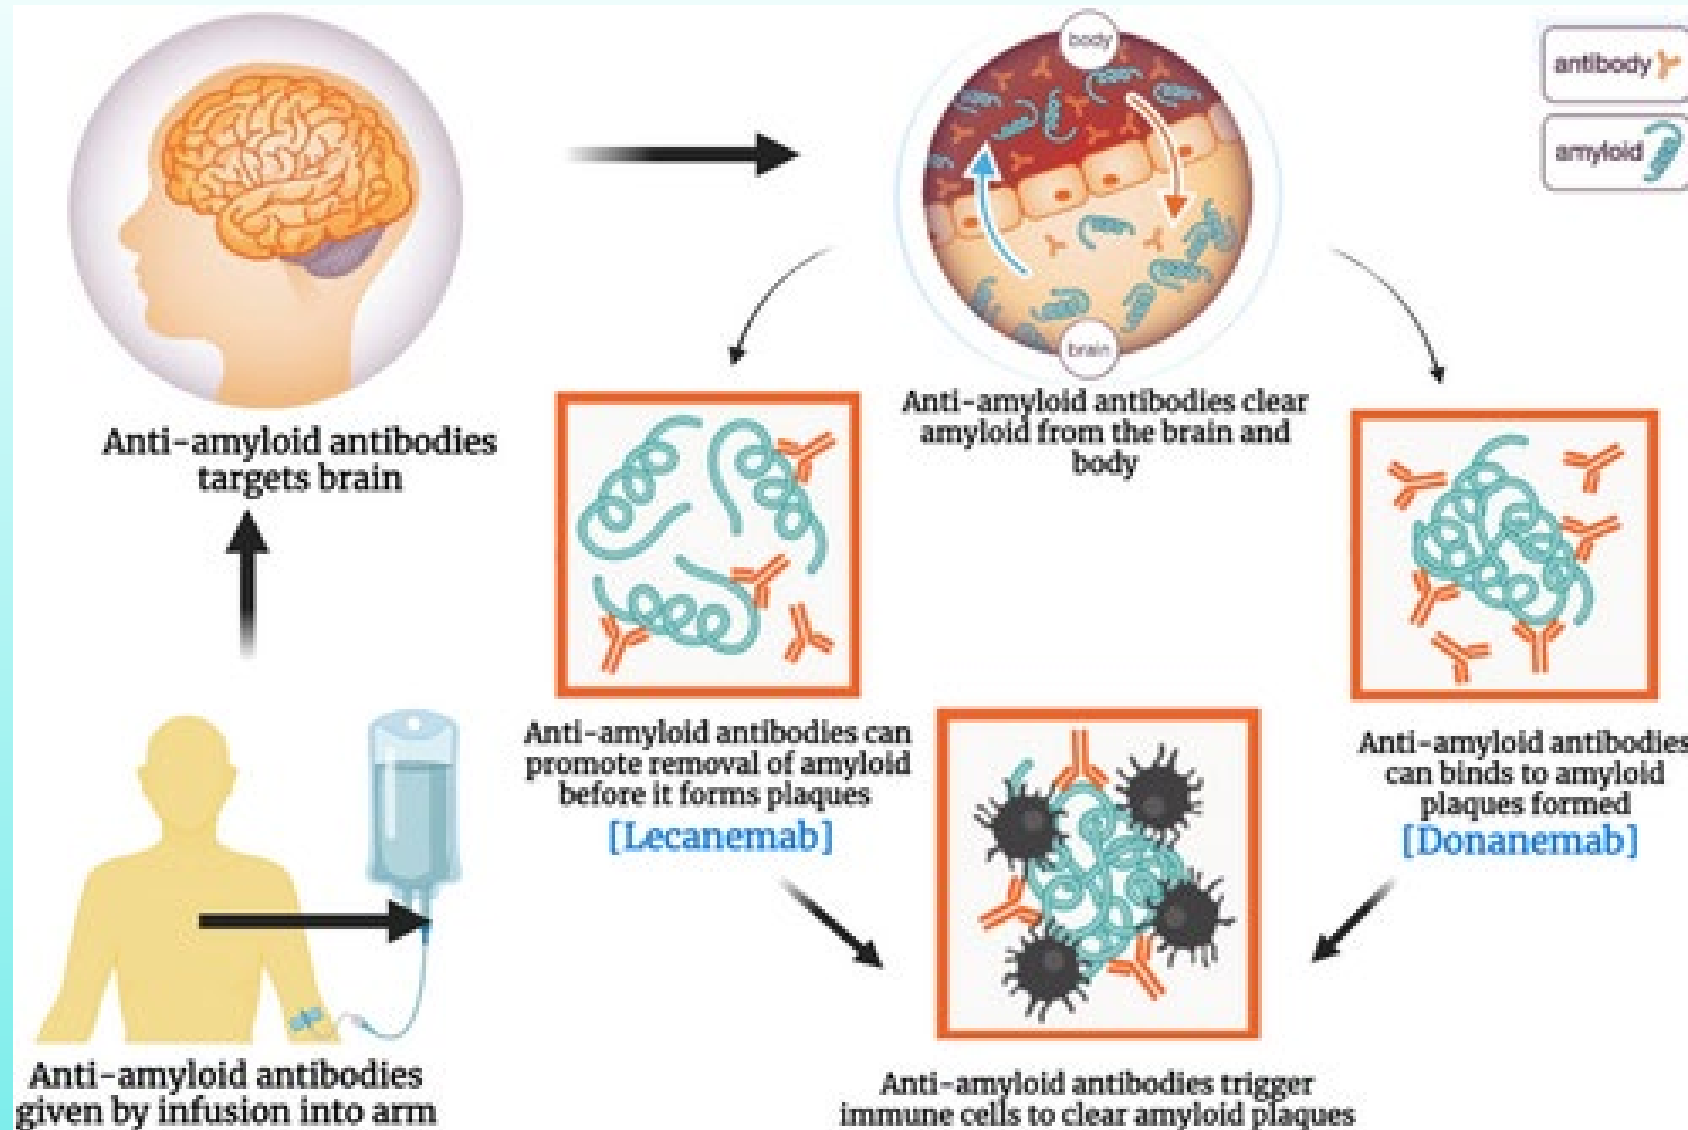 body
antibody
amyloid
brain
Anti-amyloid antibodies
targets brain
Anti-amyloid antibodies clear
amyloid from the brain and
body
Anti-amyloid antibodies can
promote removal of amyloid
before it forms plaques
[Lecanemab]
Anti-amyloid antibodies
can binds to amyloid
plaques formed
[Donanemab]
Anti-amyloid antibodies
given by infusion into arm
Anti-amyloid antibodies trigger
immune cells to clear amyloid plaques